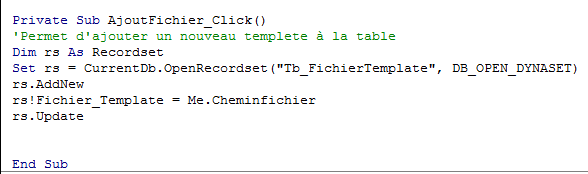 Private Sub AjoutFichier_Click()
'Permet d'ajouter un nouveau templete à la table
Dim rs As Recordset
Set rs = CurrentDb.OpenRecordset("Tb_FichierTemplate", DB_OPEN_DYNASET)
rs.AddNew
rs!Fichier_Template = Me.Cheminfichier
rs.Update
End Sub